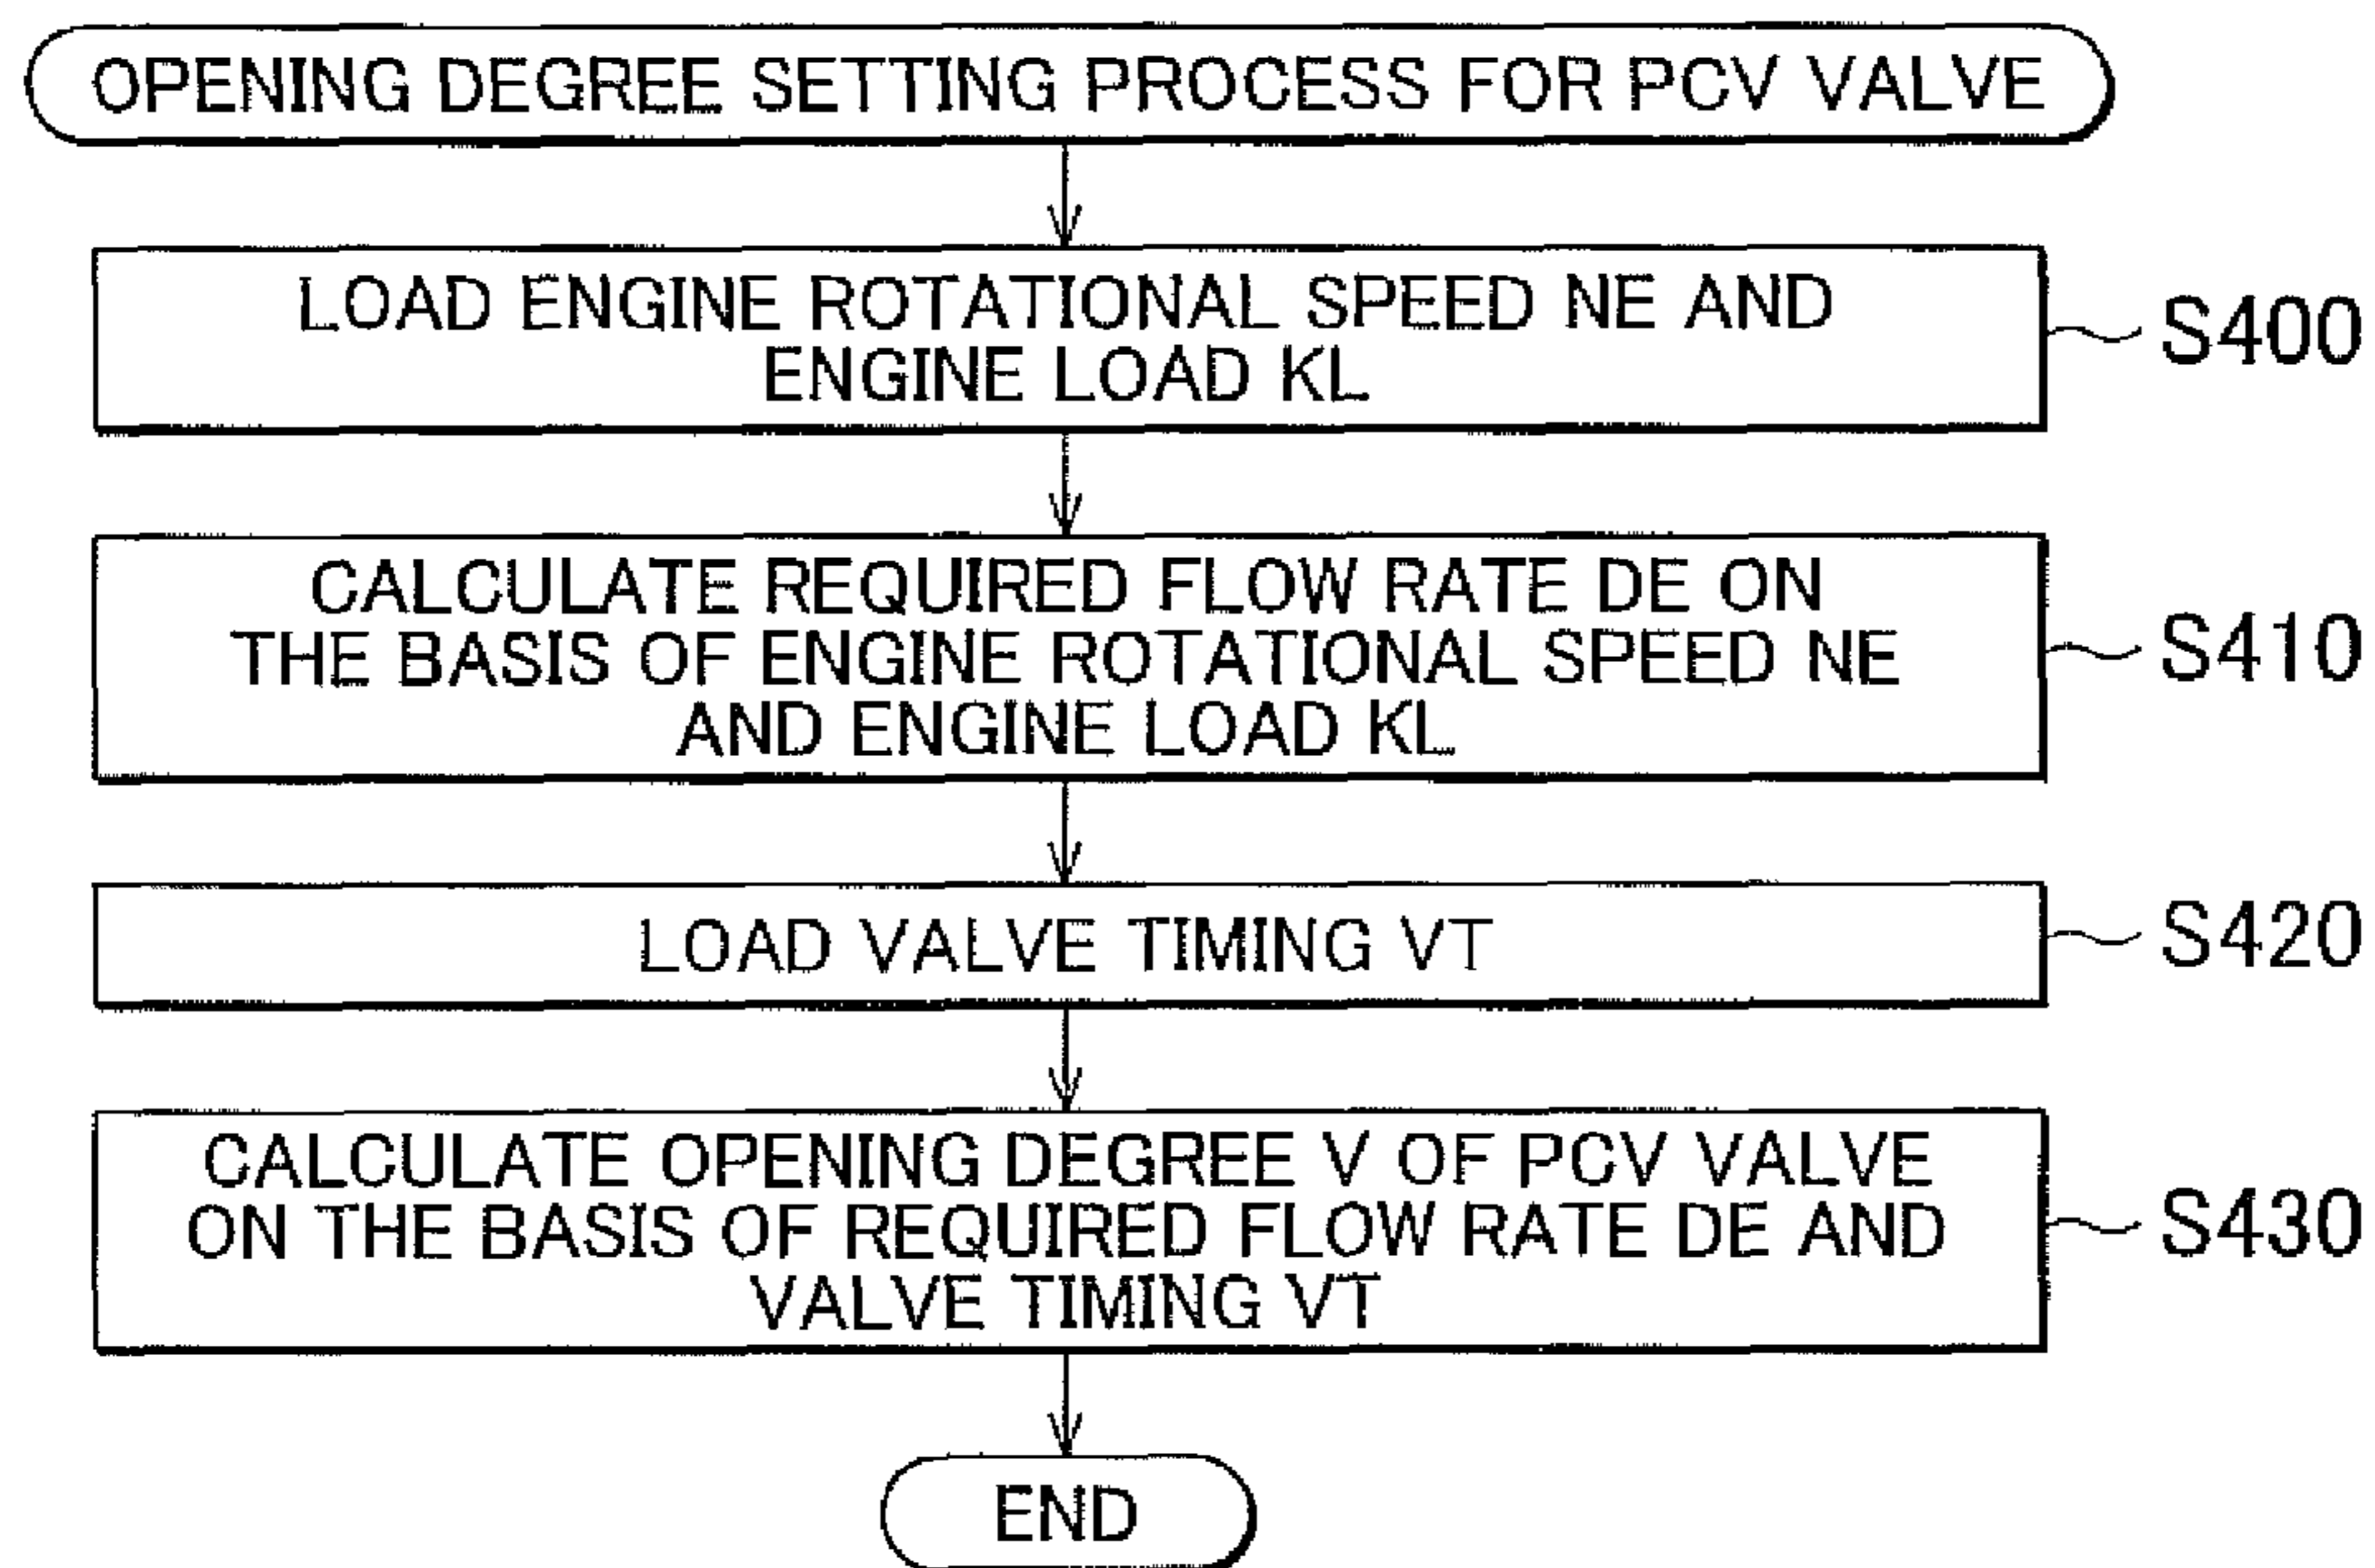 OPENING DEGREE SETTING PROCESS FOR PCV VALVE
LOAD ENGINE ROTATIONAL SPEED NE AND
ENGINE LOAD KL
S400
CALCULATE REQUIRED FLOW RATE DE ON
THE BASIS OF ENGINE ROTATIONAL SPEED NE
AND ENGINE LOAD KL
S410
LOAD VALVE TIMING VT
S420
CALCULATE OPENING DEGREE V OF PCV VALVE
ON THE BASIS OF REQUIRED FLOW RATE DE AND
VALVE TIMING VT
S430
END